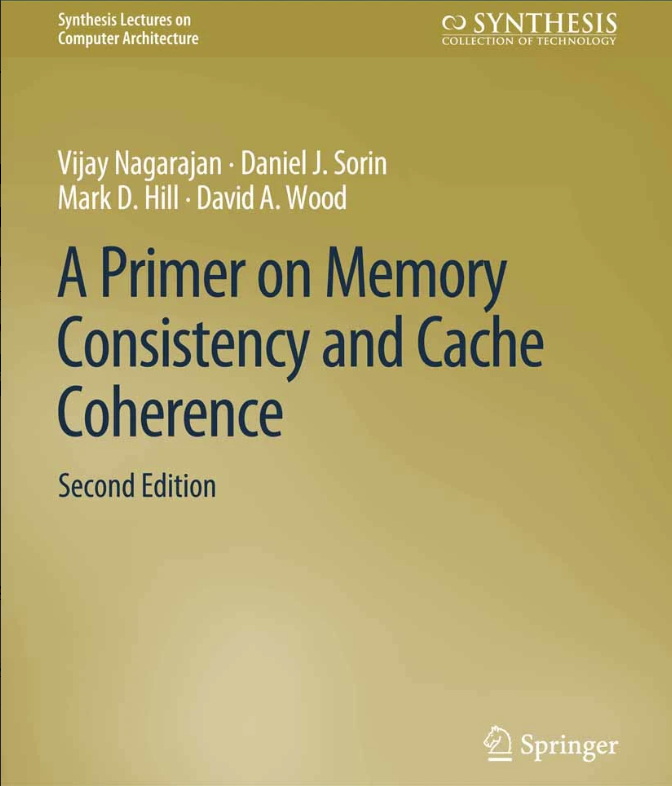 Synthesis Lectures on
Computer Architecture
SYNTHESIS
COLLECTION OF TECHNOLOGY
Vijay Nagarajan · Daniel J. Sorin
Mark D. Hill · David A. Wood
A Primer on Memory
Consistency and Cache
Coherence
Second Edition
Springer